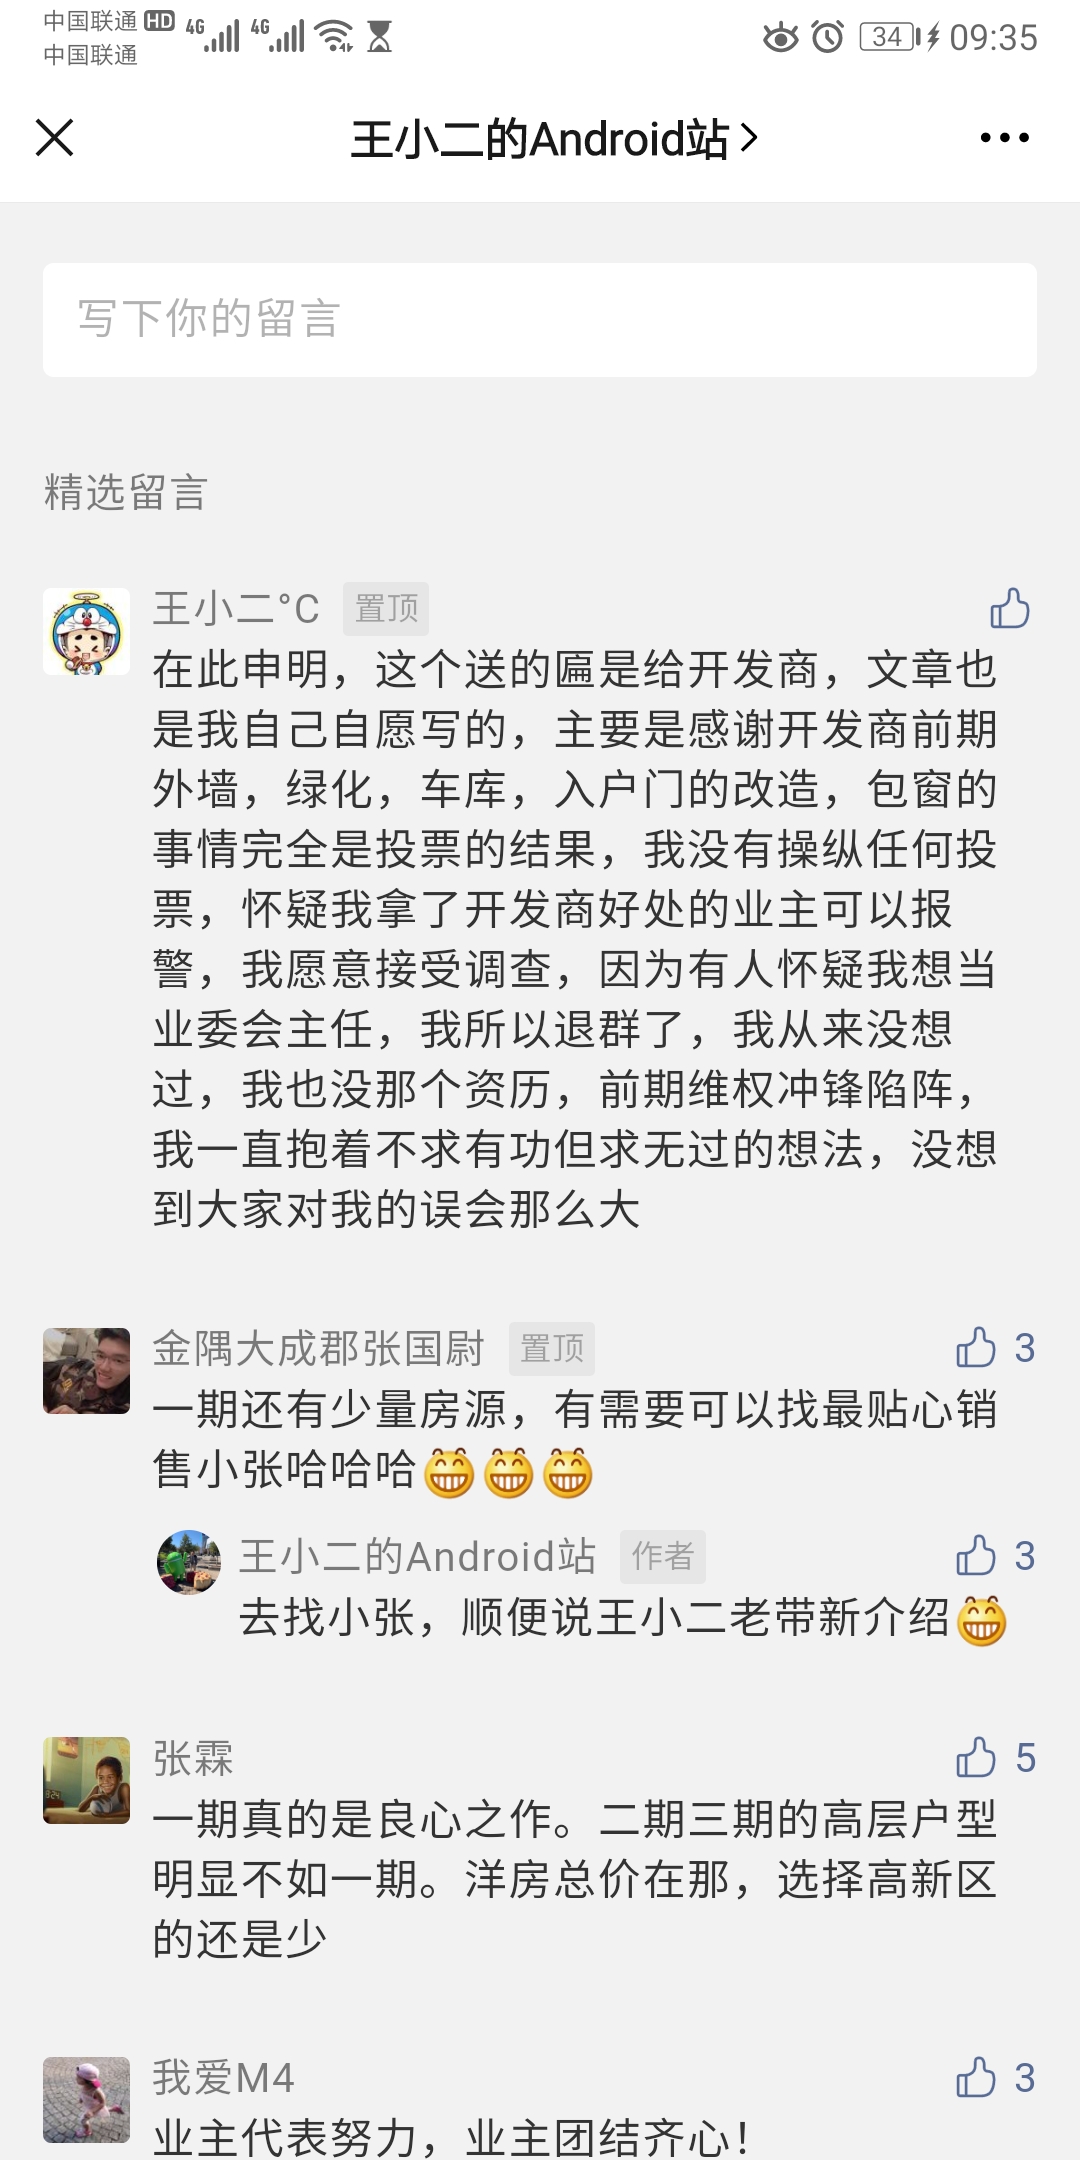 中国联通 HD 4G 4G 34 09:35
中国联通
王小二的Android站
写下你的留言
精选留言
王小二°C 置顶
在此申明，这个送的匾是给开发商，文章也
是我自己自愿写的，主要是感谢开发商前期
外墙，绿化，车库，入户门的改造，包窗的
事情完全是投票的结果，我没有操纵任何投
票，怀疑我拿了开发商好处的业主可以报
警，我愿意接受调查，因为有人怀疑我想当
业委会主任，我所以退群了，我从来没想
过，我也没那个资历，前期维权冲锋陷阵，
我一直抱着不求有功但求无过的想法，没想
到大家对我的误会那么大
金隅大成郡张国尉 置顶 3
一期还有少量房源，有需要可以找最贴心销
售小张哈哈哈😁😁😁
王小二的Android站 作者 3
去找小张，顺便说王小二老带新介绍😁
张霖 5
一期真的是良心之作。二期三期的高层户型
明显不如一期。洋房总价在那，选择高新区
的还是少
我爱M4 3
业主代表努力，业主团结齐心！